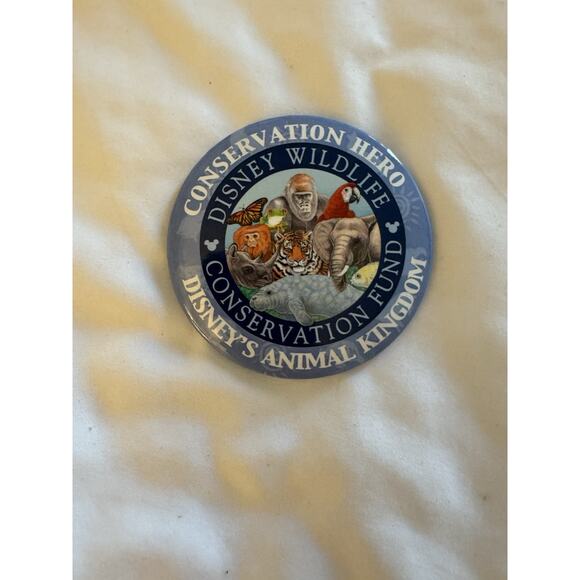 CONSERVATION HERO
DISNEY WILDLIFE
CONSERVATION FUND
DISNEY'S ANIMAL KINGDOM